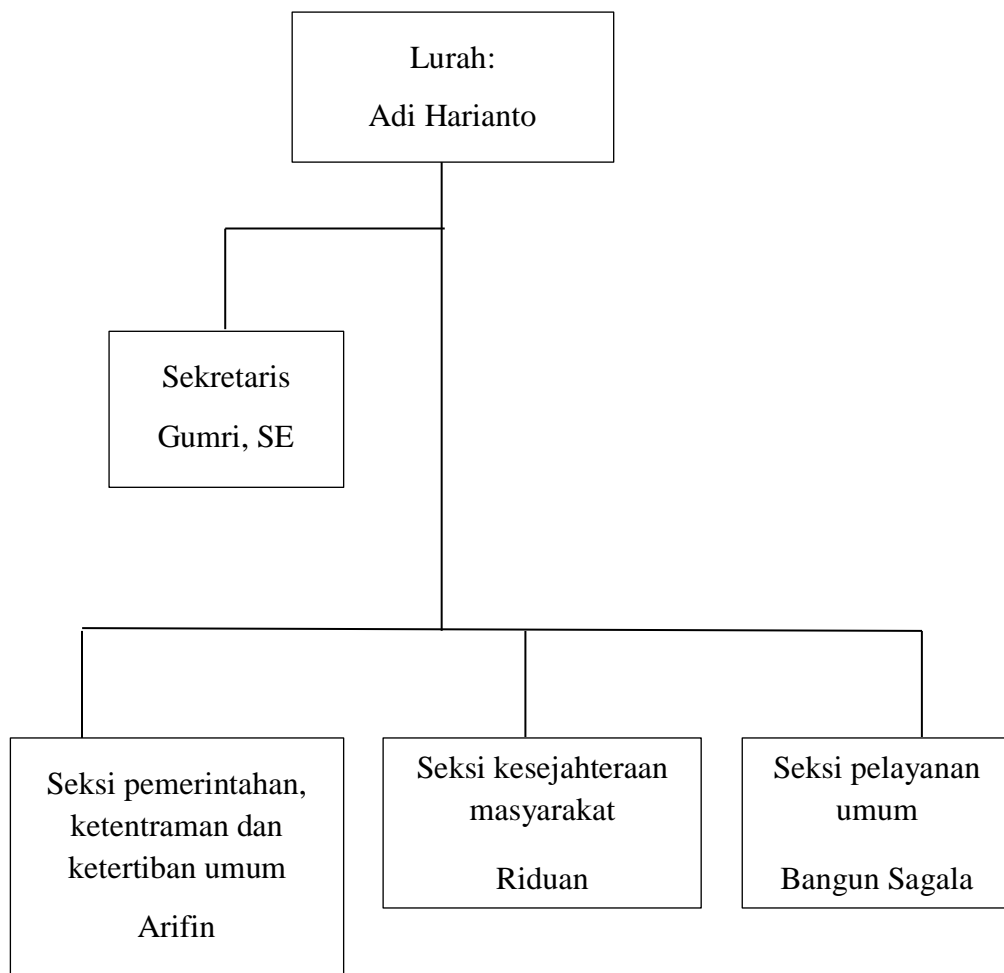 Lurah:
Adi Harianto
Sekretaris
Gumri, SE
Seksi pemerintahan,
ketentraman dan
ketertiban umum
Arifin
Seksi kesejahteraan
masyarakat
Riduan
Seksi pelayanan
umum
Bangun Sagala